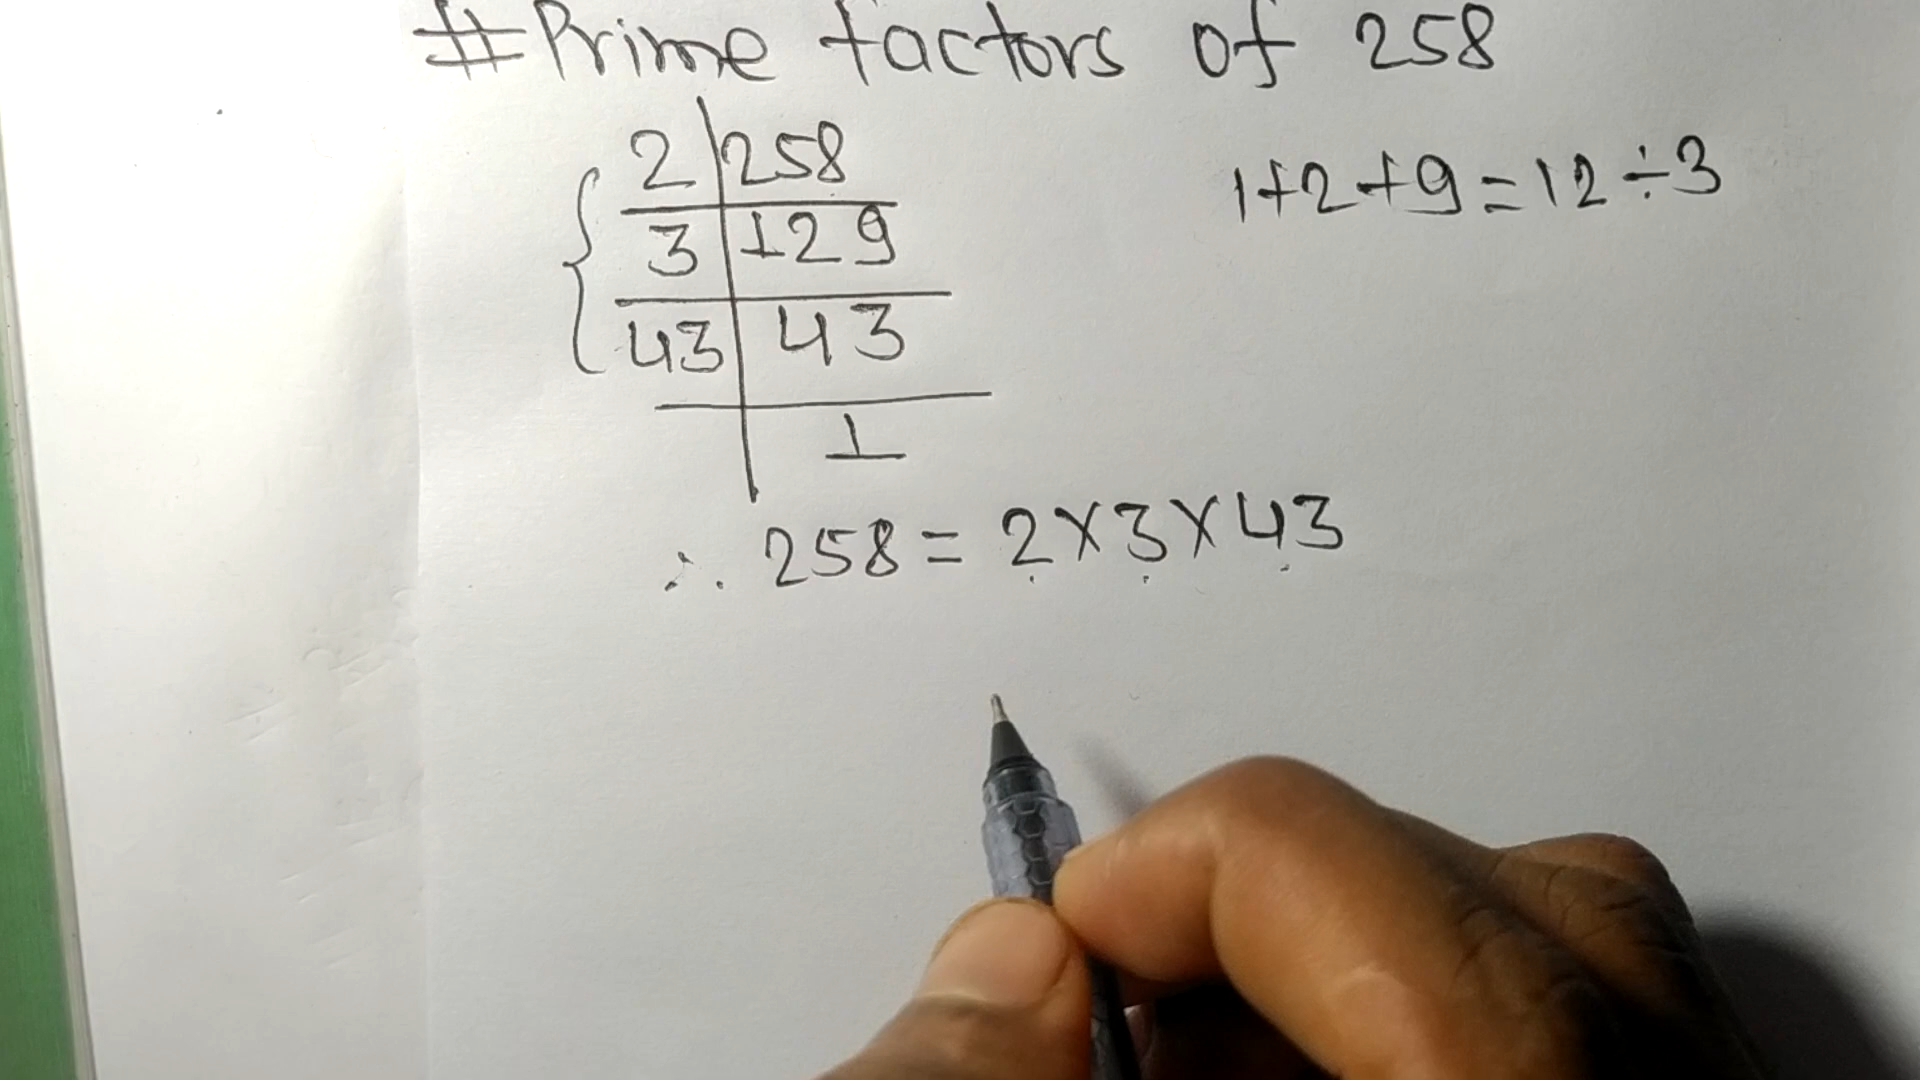 #Prime factors of 258
2 258
3 129
43 43
1
1+2+9=12÷3
∴ 258 = 2×3×43